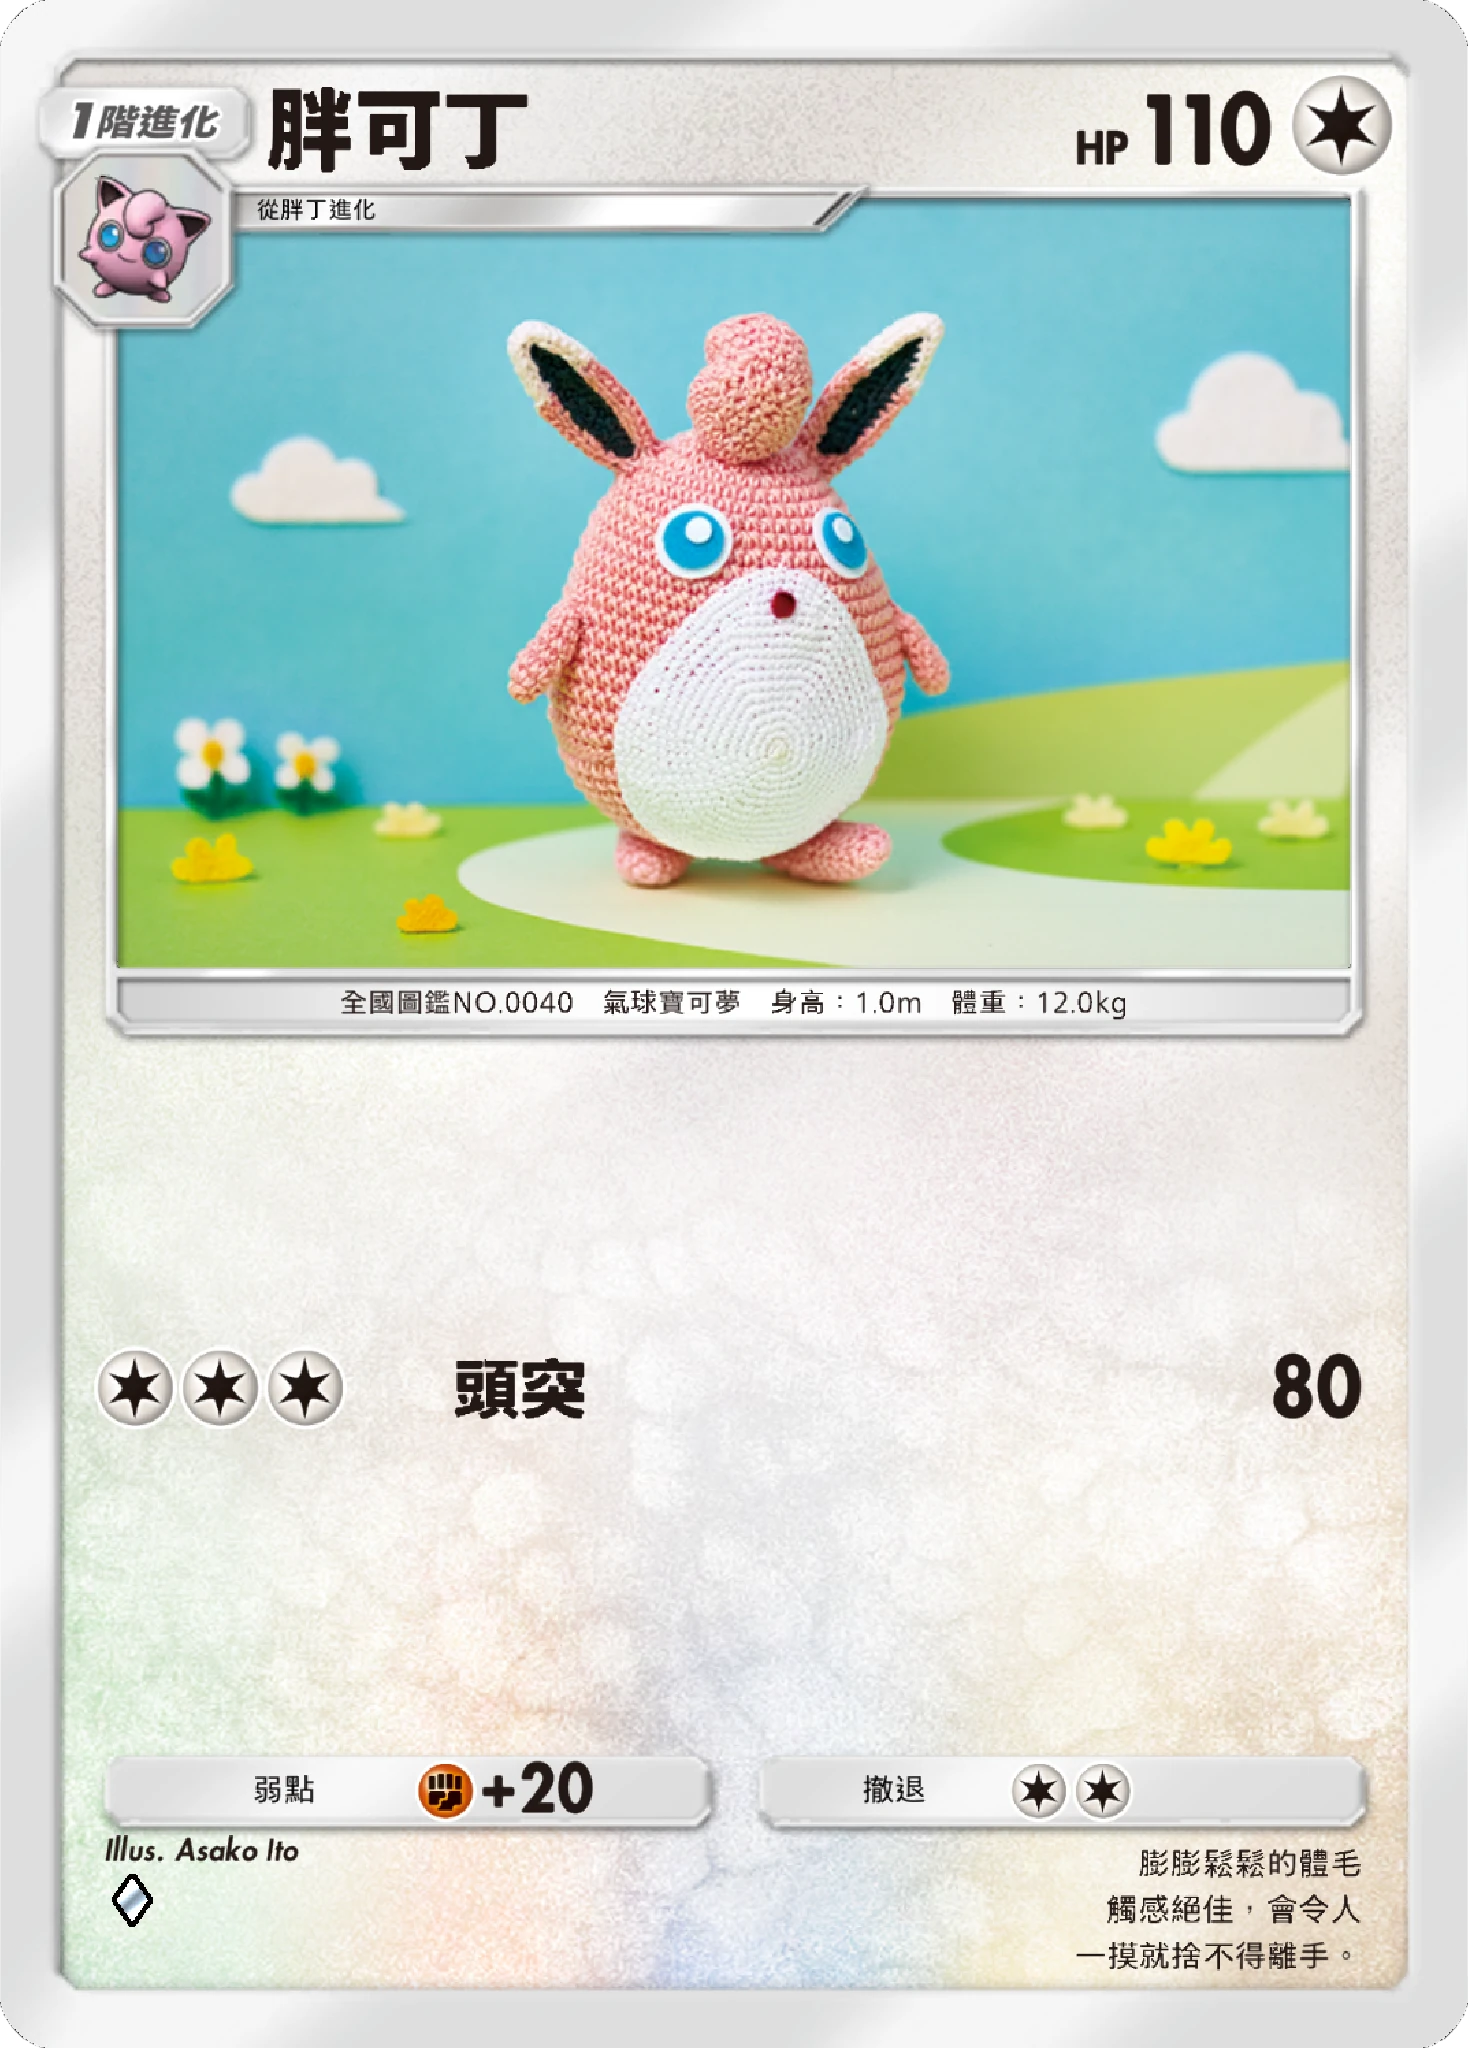 1階進化
胖可丁
HP 110
從胖丁進化
全國圖鑑NO.0040 氣球寶可夢 身高：1.0m 體重：12.0kg
頭突 80
弱點 +20
撤退
Illus. Asako Ito
膨膨鬆鬆的體毛
觸感絕佳，會令人
一摸就捨不得離手。